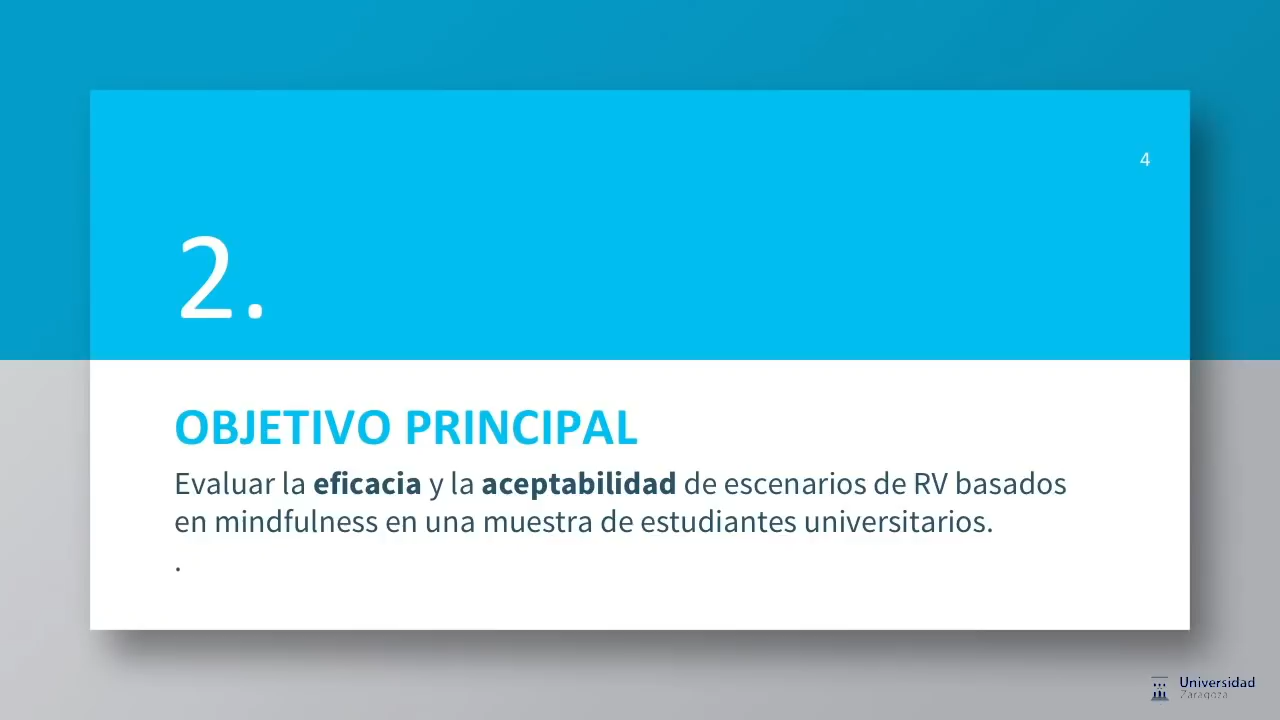 4
2.
OBJETIVO PRINCIPAL
Evaluar la eficacia y la aceptabilidad de escenarios de RV basados
en mindfulness en una muestra de estudiantes universitarios.
.
Universidad
Zaragoza